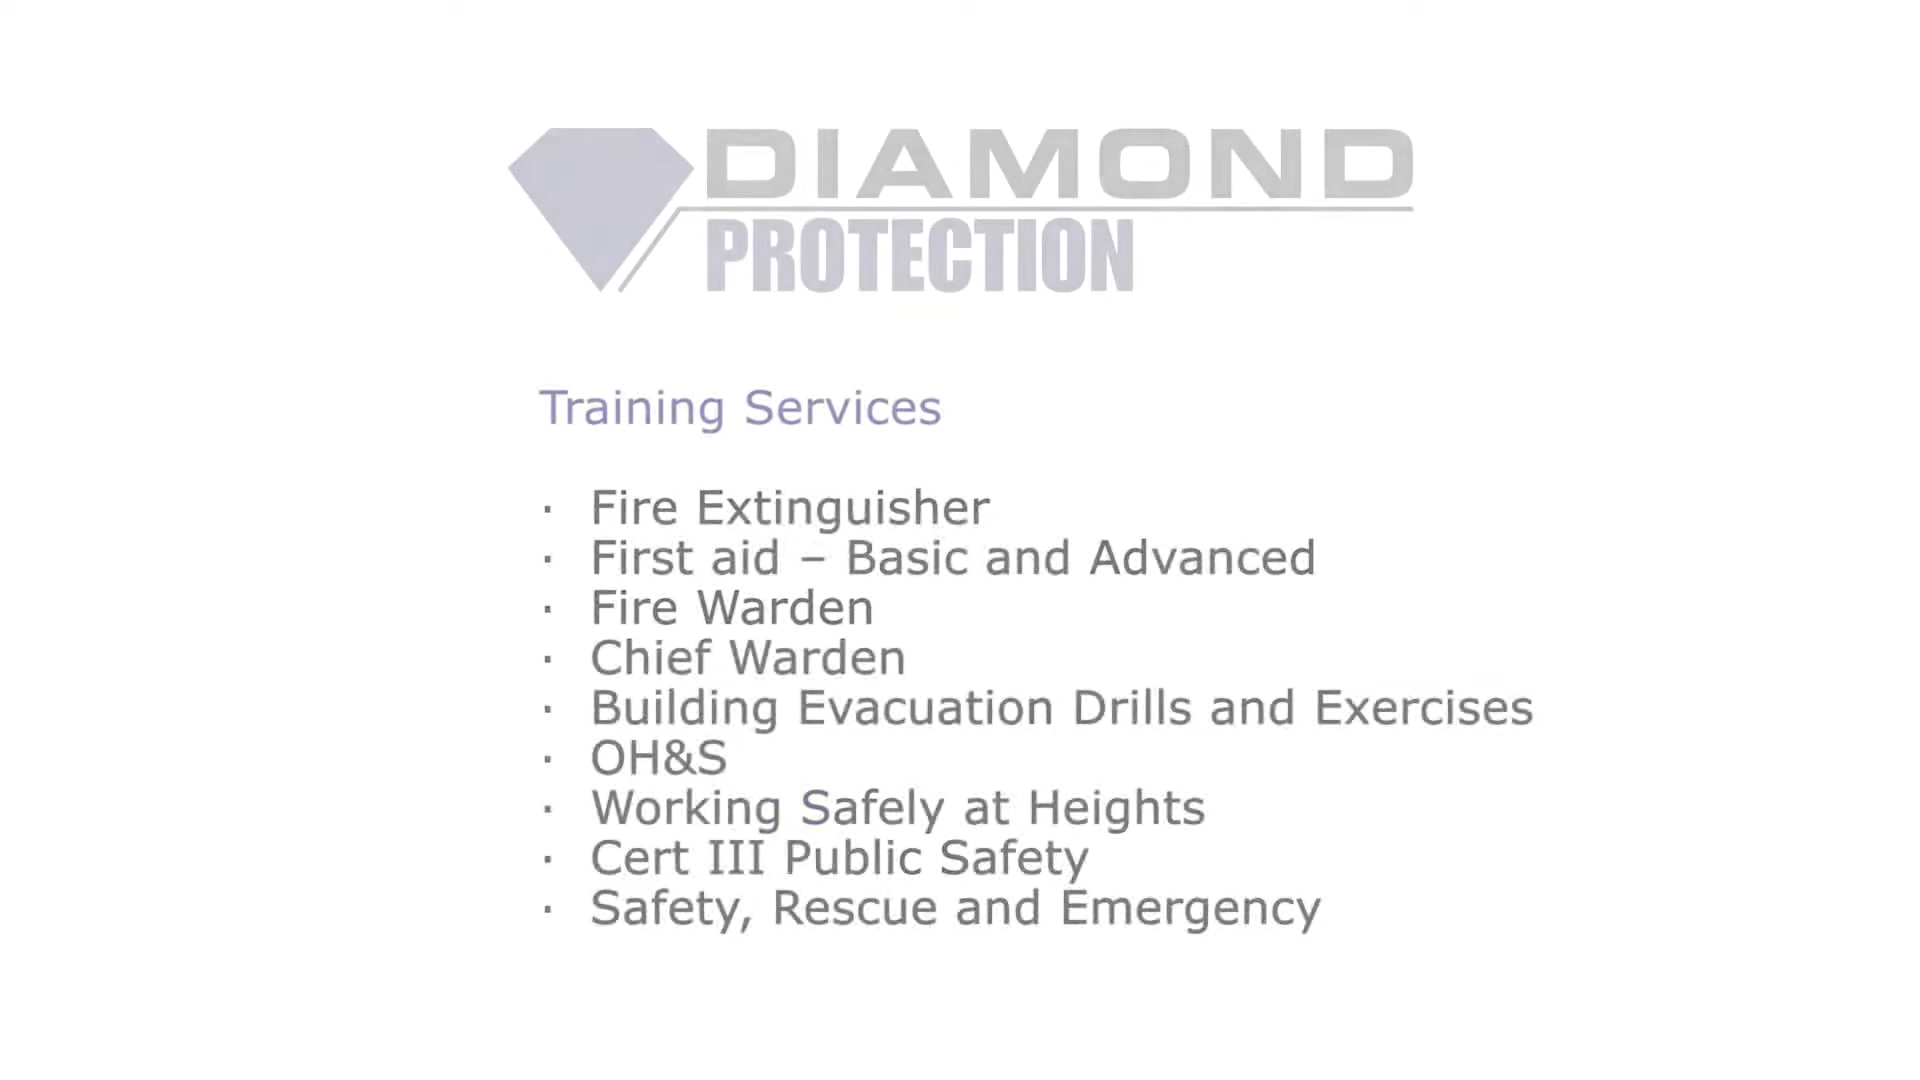 DIAMOND
PROTECTION
Training Services
· Fire Extinguisher
· First aid – Basic and Advanced
· Fire Warden
· Chief Warden
· Building Evacuation Drills and Exercises
· OH&S
· Working Safely at Heights
· Cert III Public Safety
· Safety, Rescue and Emergency